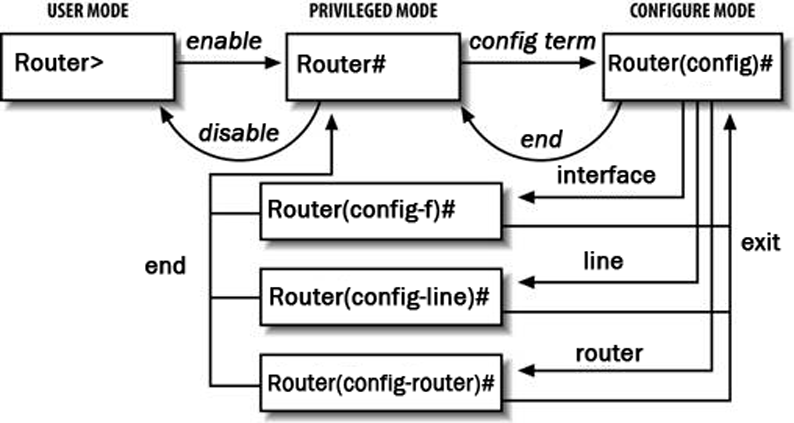 USER MODE
PRIVILEGED MODE
CONFIGURE MODE
enable
config term
Router>
Router#
Router(config)#
disable
end
interface
Router(config-f)#
exit
end
line
Router(config-line)#
router
Router(config-router)#